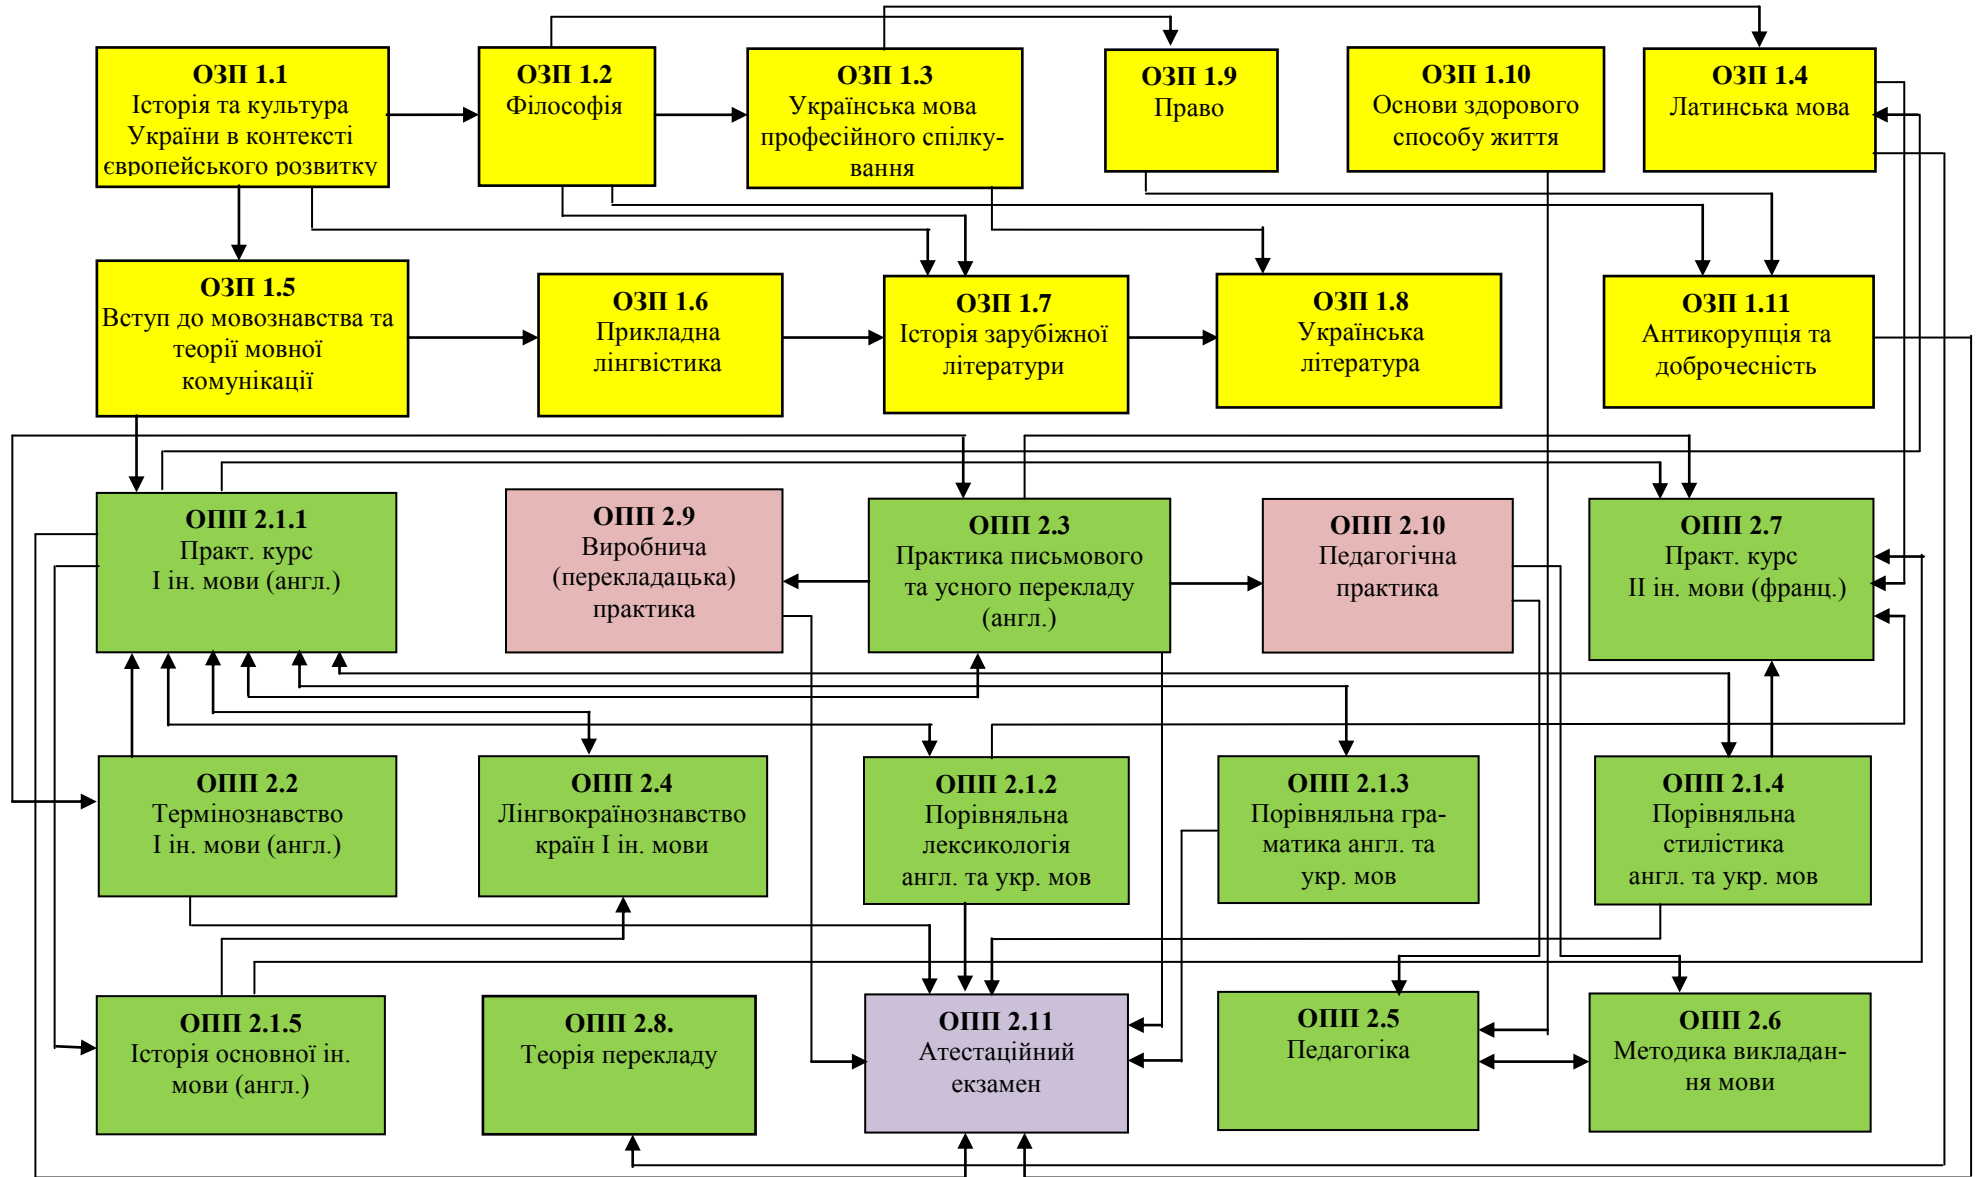 ОЗП 1.1
Історія та культура
України в контексті
європейського розвитку
ОЗП 1.2
Філософія
ОЗП 1.3
Українська мова
професійного спілку-
вання
ОЗП 1.9
Право
ОЗП 1.10
Основи здорового
способу життя
ОЗП 1.4
Латинська мова
ОЗП 1.5
Вступ до мовознавства та
теорії мовної
комунікації
ОЗП 1.6
Прикладна
лінгвістика
ОЗП 1.7
Історія зарубіжної
літератури
ОЗП 1.8
Українська
література
ОЗП 1.11
Антикорупція та
доброчесність
ОПП 2.1.1
Практ. курс
І ін. мови (англ.)
ОПП 2.9
Виробнича
(перекладацька)
практика
ОПП 2.3
Практика письмового
та усного перекладу
(англ.)
ОПП 2.10
Педагогічна
практика
ОПП 2.7
Практ. курс
ІІ ін. мови (франц.)
ОПП 2.2
Термінознавство
І ін. мови (англ.)
ОПП 2.4
Лінгвокраїнознавство
країн І ін. мови
ОПП 2.1.2
Порівняльна
лексикологія
англ. та укр. мов
ОПП 2.1.3
Порівняльна гра-
матика англ. та
укр. мов
ОПП 2.1.4
Порівняльна
стилістика
англ. та укр. мов
ОПП 2.1.5
Історія основної ін.
мови (англ.)
ОПП 2.8.
Теорія перекладу
ОПП 2.11
Атестаційний
екзамен
ОПП 2.5
Педагогіка
ОПП 2.6
Методика викладан-
ня мови